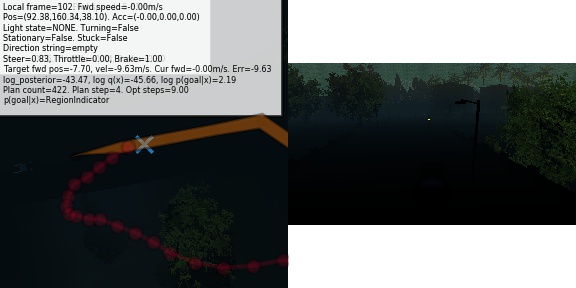 Local frame=102: Fwd speed=-0.00m/s
Pos=(92.38,160.34,38.10). Acc=(-0.00,0.00,0.00)
Light state=NONE. Turning=False
Stationary=False. Stuck=False
Direction string=empty
Steer=0.83, Throttle=0.00, Brake=1.00
Target fwd pos=-7.70, vel=-9.63m/s. Cur fwd=-0.00m/s. Err=-9.63
log_posterior=-43.47, log q(x)=-45.66, log p(goal|x)=2.19
Plan count=422. Plan step=4. Opt steps=9.00
p(goal|x)=RegionIndicator